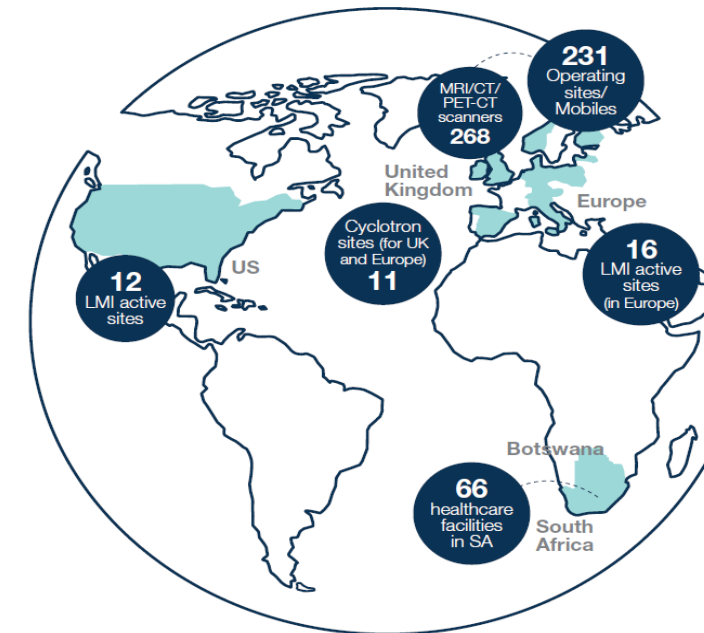 231
Operating
sites/
Mobiles
MRI/CT/
PET-CT
scanners
268
United
Kingdom
Europe
Cyclotron
sites (for UK
and Europe)
11
16
LMI active
sites
(in Europe)
US
12
LMI active
sites
Botswana
66
healthcare
facilities
in SA
South
Africa